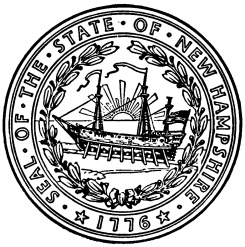 · SEAL · OF · THE · STATE · OF · NEW HAMPSHIRE ·
1776